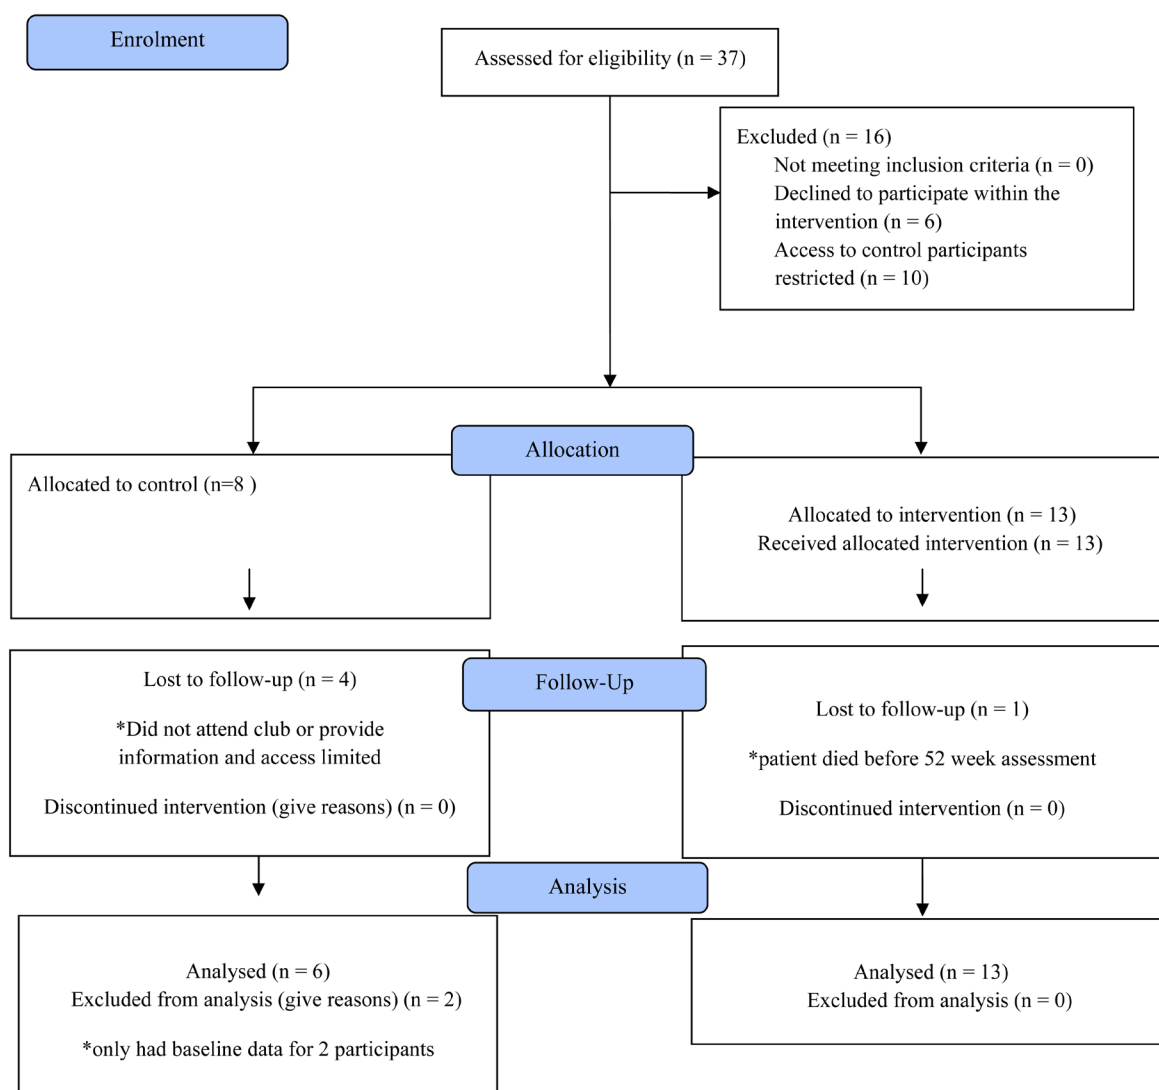 Enrolment
Assessed for eligibility (n = 37)
Excluded (n = 16)
Not meeting inclusion criteria (n = 0)
Declined to participate within the
intervention (n = 6)
Access to control participants
restricted (n = 10)
Allocation
Allocated to control (n=8 )
Allocated to intervention (n = 13)
Received allocated intervention (n = 13)
Follow-Up
Lost to follow-up (n = 4)
*Did not attend club or provide
information and access limited
Discontinued intervention (give reasons) (n = 0)
Lost to follow-up (n = 1)
*patient died before 52 week assessment
Discontinued intervention (n = 0)
Analysis
Analysed (n = 6)
Excluded from analysis (give reasons) (n = 2)
*only had baseline data for 2 participants
Analysed (n = 13)
Excluded from analysis (n = 0)